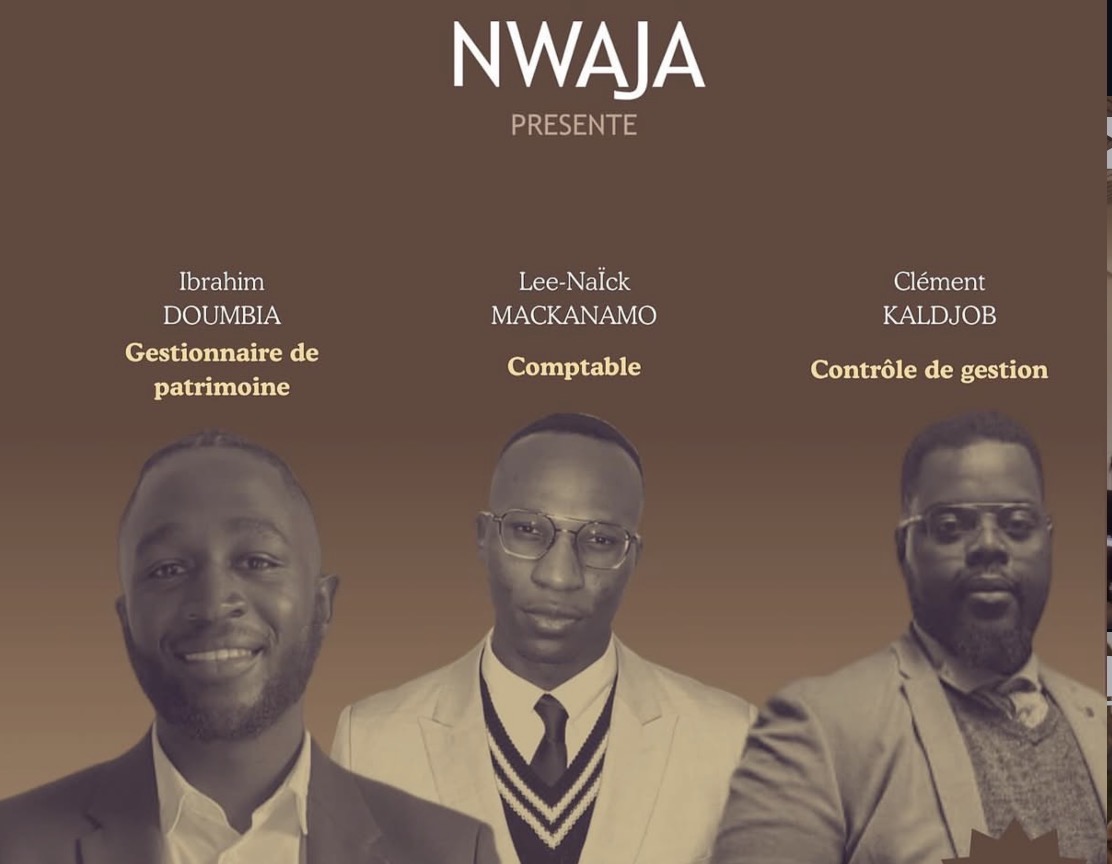 NWAJA
PRESENTE
Ibrahim
DOUMBIA
Gestionnaire de
patrimoine
Lee-NaÏck
MACKANAMO
Comptable
Clément
KALDJOB
Contrôle de gestion